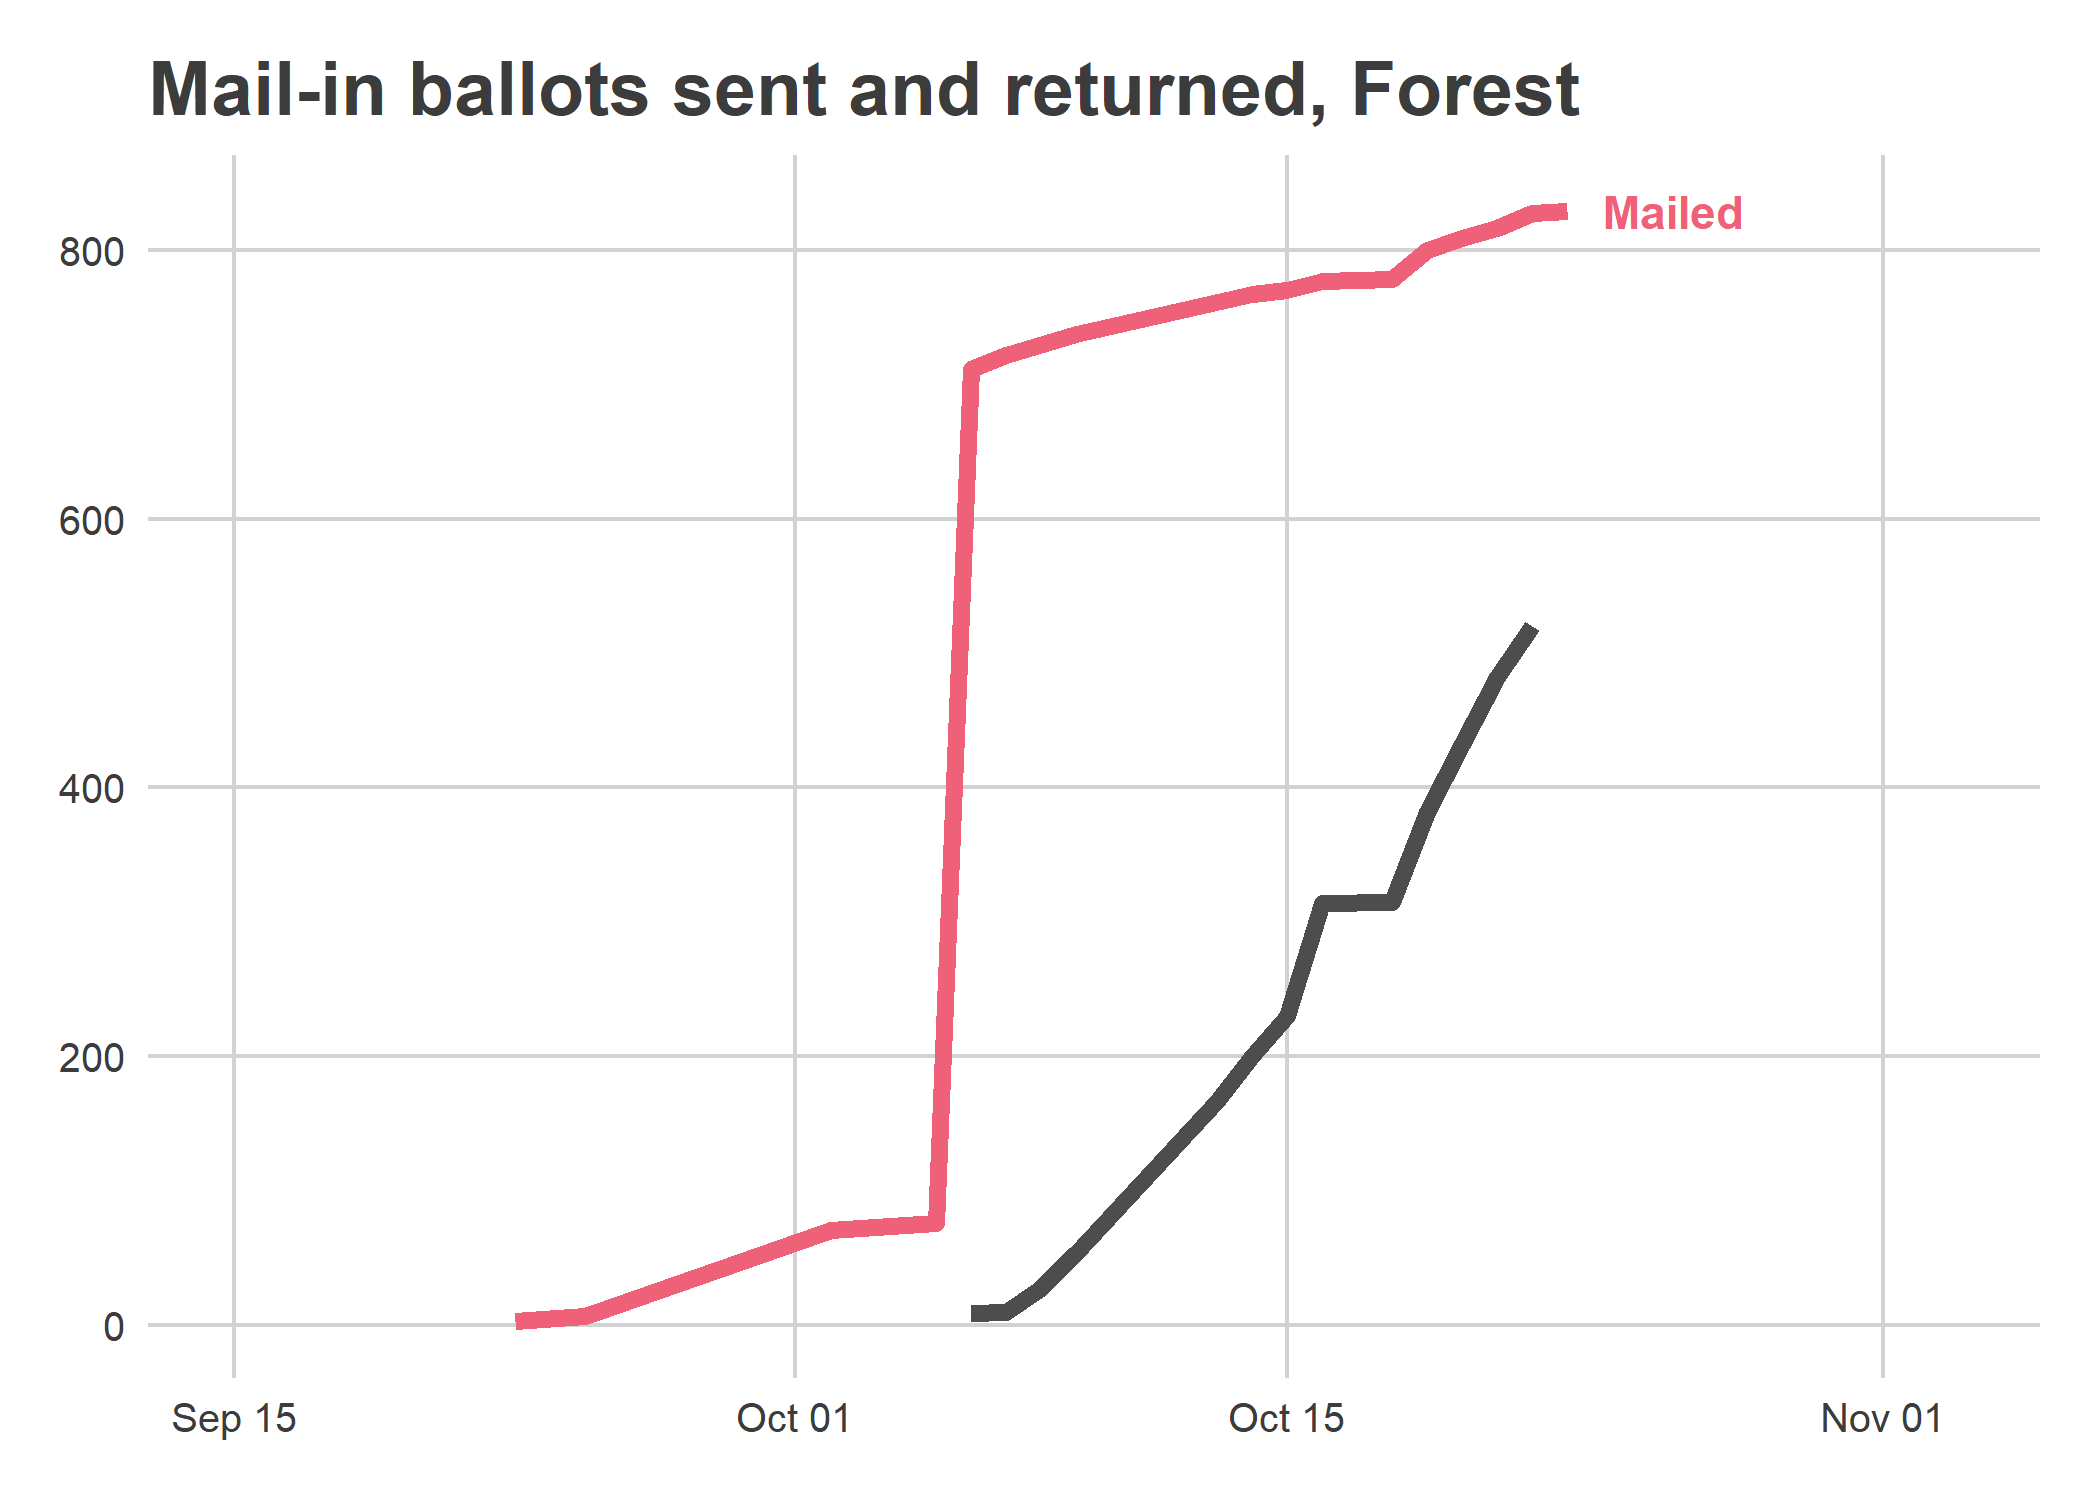 Mail-in ballots sent and returned, Forest
Mailed
800
600
400
200
0
Sep 15
Oct 01
Oct 15
Nov 01